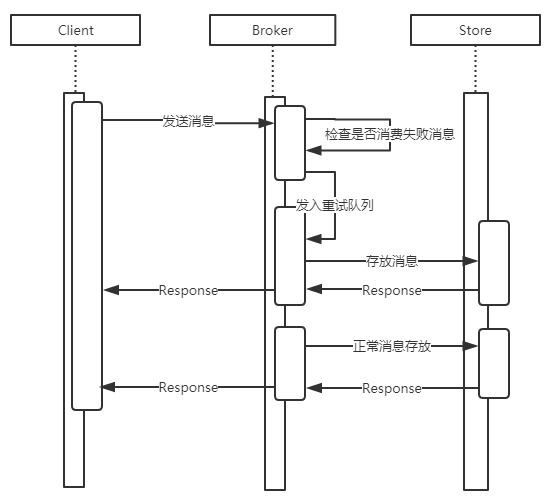 Client
Broker
Store
发送消息
检查是否消费失败消息
发入重试队列
存放消息
Response
Response
正常消息存放
Response
Response